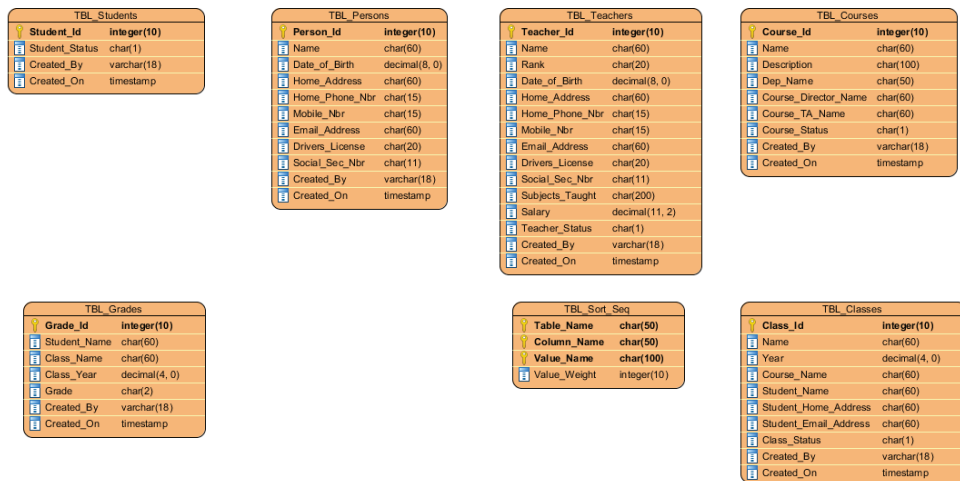 TBL_Students
Student_Id integer(10)
Student_Status char(1)
Created_By varchar(18)
Created_On timestamp
TBL_Persons
Person_Id integer(10)
Name char(60)
Date_of_Birth decimal(8, 0)
Home_Address char(60)
Home_Phone_Nbr char(15)
Mobile_Nbr char(15)
Email_Address char(60)
Drivers_License char(20)
Social_Sec_Nbr char(11)
Created_By varchar(18)
Created_On timestamp
TBL_Teachers
Teacher_Id integer(10)
Name char(60)
Rank char(20)
Date_of_Birth decimal(8, 0)
Home_Address char(60)
Home_Phone_Nbr char(15)
Mobile_Nbr char(15)
Email_Address char(60)
Drivers_License char(20)
Social_Sec_Nbr char(11)
Subjects_Taught char(200)
Salary decimal(11, 2)
Teacher_Status char(1)
Created_By varchar(18)
Created_On timestamp
TBL_Courses
Course_Id integer(10)
Name char(60)
Description char(100)
Dep_Name char(50)
Course_Director_Name char(60)
Course_TA_Name char(60)
Course_Status char(1)
Created_By varchar(18)
Created_On timestamp
TBL_Grades
Grade_Id integer(10)
Student_Name char(60)
Class_Name char(60)
Class_Year decimal(4, 0)
Grade char(2)
Created_By varchar(18)
Created_On timestamp
TBL_Sort_Seq
Table_Name char(50)
Column_Name char(50)
Value_Name char(100)
Value_Weight integer(10)
TBL_Classes
Class_Id integer(10)
Name char(60)
Year decimal(4, 0)
Course_Name char(60)
Student_Name char(60)
Student_Home_Address char(60)
Student_Email_Address char(60)
Class_Status char(1)
Created_By varchar(18)
Created_On timestamp